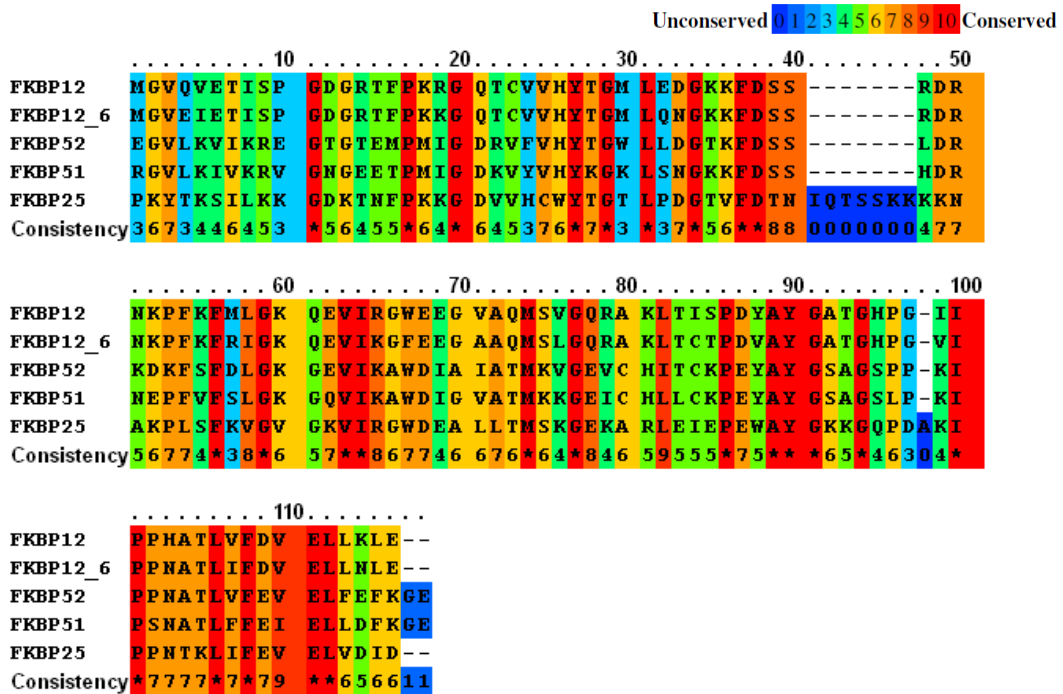 Unconserved 0 1 2 3 4 5 6 7 8 9 10 Conserved
. . . . . . . . . 10 . . . . . . . . . 20 . . . . . . . . . 30 . . . . . . . . . 40 . . . . . . . . . 50
FKBP12 MGVQVETISP GDGRTFPKRG QTCVVHYTGM LEDGKKFDSS -------RDR
FKBP12_6 MGVEIETISP GDGRTFPKKG QTCVVHYTGM LQNGKKFDSS -------RDR
FKBP52 EGVLKVIKRE GTGTEMPMIG DRVFVHYTGW LLDGTKFDSS -------LDR
FKBP51 RGVLKIVKRV GNGEETPMIG DKVYVHYKGK LSNGKKFDSS -------HDR
FKBP25 PKYTKSILKK GDKTNFPKKG DVVHCWYTGT LPDGTVFDTN IQTSSKKKKN
Consistency 3673446453 *56455*64* 645376*7*3 *37*56**88 0000000477
. . . . . . . . . 60 . . . . . . . . . 70 . . . . . . . . . 80 . . . . . . . . . 90 . . . . . . . . . 100
FKBP12 NKPFKFMLGK QEVIRGWEEG VAQMSVGQRA KLTISPDYAY GATGHPG-II
FKBP12_6 NKPFKFRIGK QEVIKGFEEG AAQMSLGQRA KLTCTPDVAY GATGHPG-VI
FKBP52 KDKFSFDLGK GEVIKAWDIA IATMKVGEVC HITCKPEYAY GSAGSPP-KI
FKBP51 NEPFVFSLGK GQVIKAWDIG VATMKKGEIC HLLCKPEYAY GSAGSLP-KI
FKBP25 AKPLSFKVGV GKVIRGWDEA LLTMSKGEKA RLEIEPEWAY GKKGQPDAKI
Consistency 56774*38*6 57**867746 676*64*846 59555*75** *65*46304*
. . . . . . . . . 110 . . . . . . . .
FKBP12 PPHATLVFDV ELLKLE--
FKBP12_6 PPNATLIFDV ELLNLE--
FKBP52 PPNATLVFEV ELFEFKGE
FKBP51 PSNATLFFEI ELLDFKGE
FKBP25 PPNTKLIFEV ELVDID--
Consistency *7777*7*79 **656611